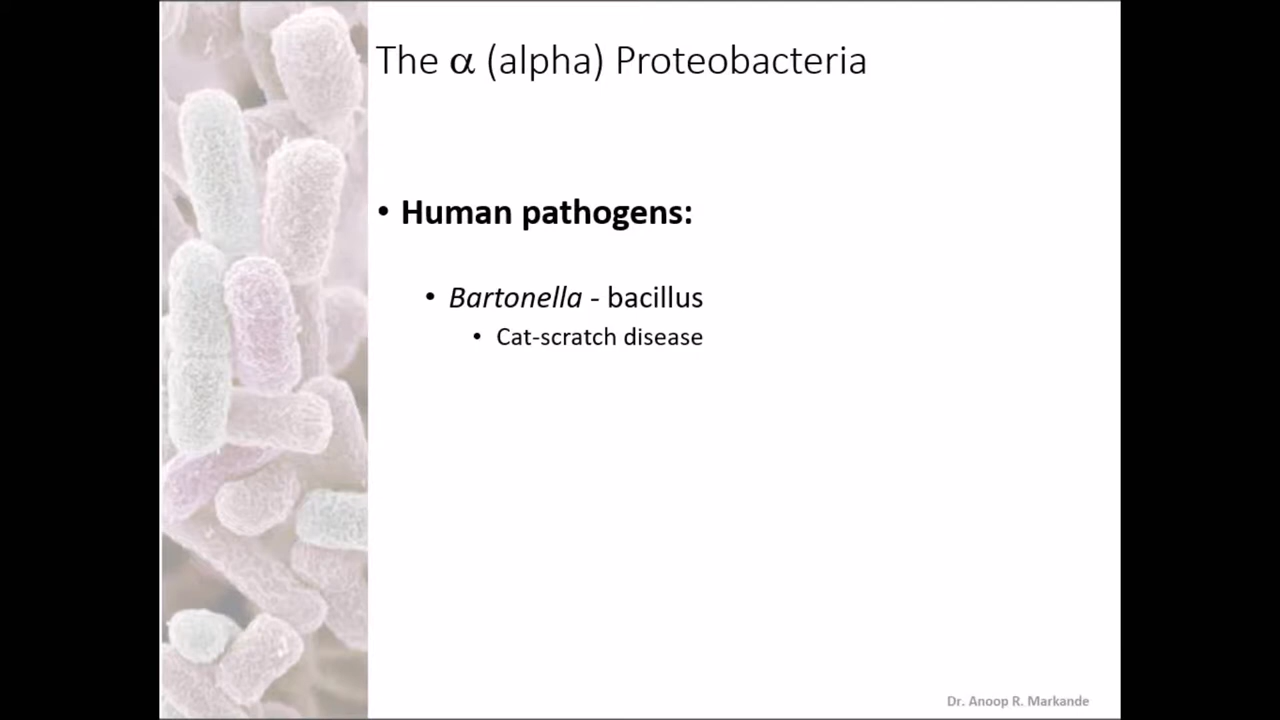 The α (alpha) Proteobacteria
• Human pathogens:
• Bartonella - bacillus
• Cat-scratch disease
Dr. Anoop R. Markande